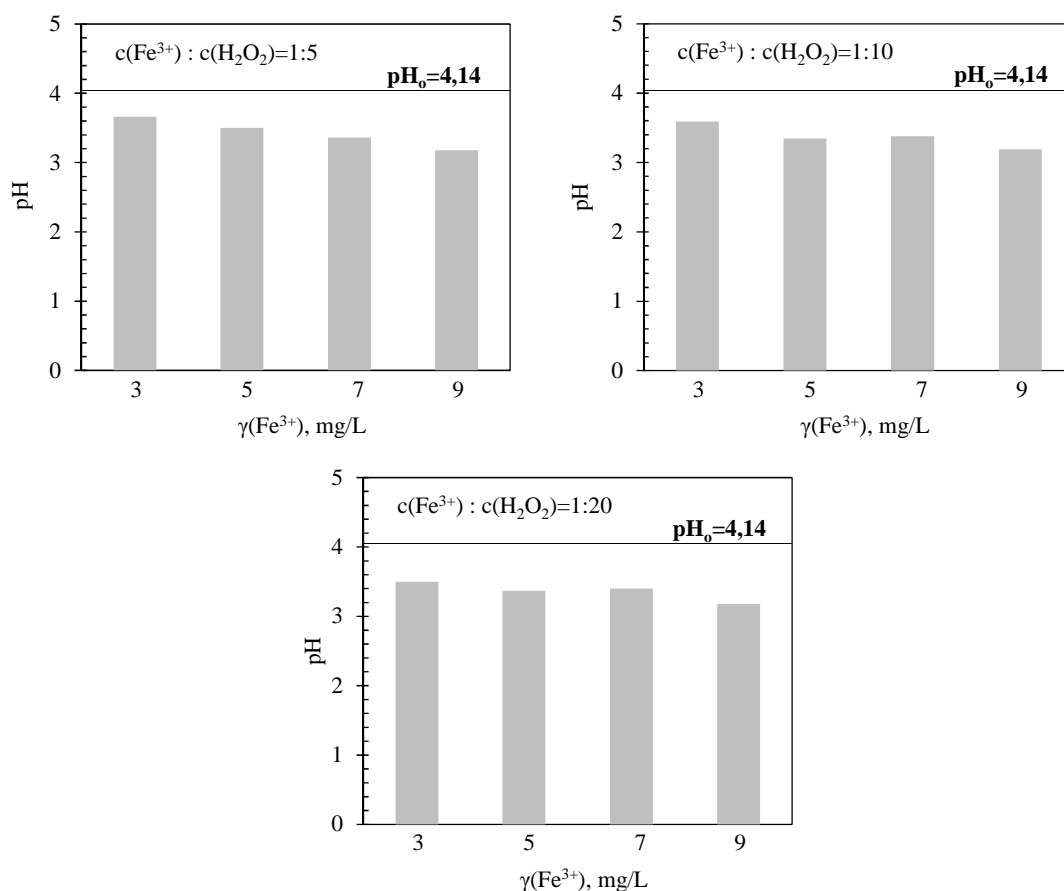 5
c(Fe³⁺) : c(H₂O₂)=1:5
pHₒ=4,14
4
3
2
1
0
pH
3 5 7 9
γ(Fe³⁺), mg/L
5
c(Fe³⁺) : c(H₂O₂)=1:10
pHₒ=4,14
4
3
2
1
0
pH
3 5 7 9
γ(Fe³⁺), mg/L
5
c(Fe³⁺) : c(H₂O₂)=1:20
pHₒ=4,14
4
3
2
1
0
pH
3 5 7 9
γ(Fe³⁺), mg/L